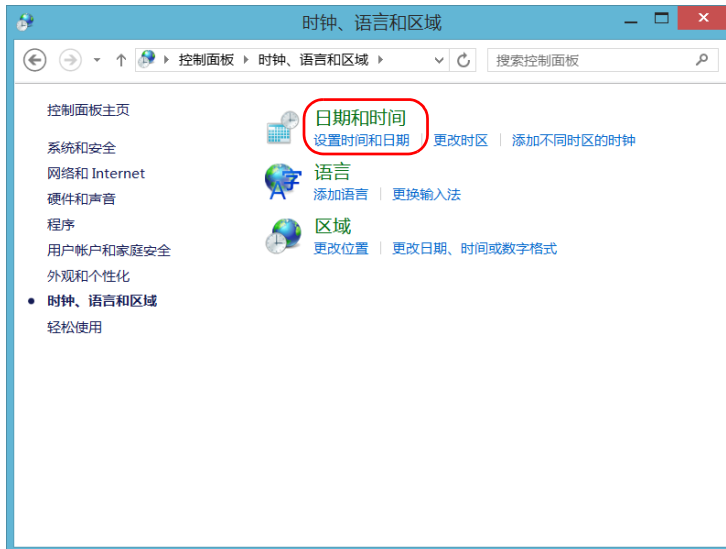 时钟、语言和区域
控制面板 时钟、语言和区域 搜索控制面板
控制面板主页
系统和安全
网络和 Internet
硬件和声音
程序
用户帐户和家庭安全
外观和个性化
时钟、语言和区域
轻松使用
日期和时间
设置时间和日期 更改时区 添加不同时区的时钟
语言
添加语言 更换输入法
区域
更改位置 更改日期、时间或数字格式